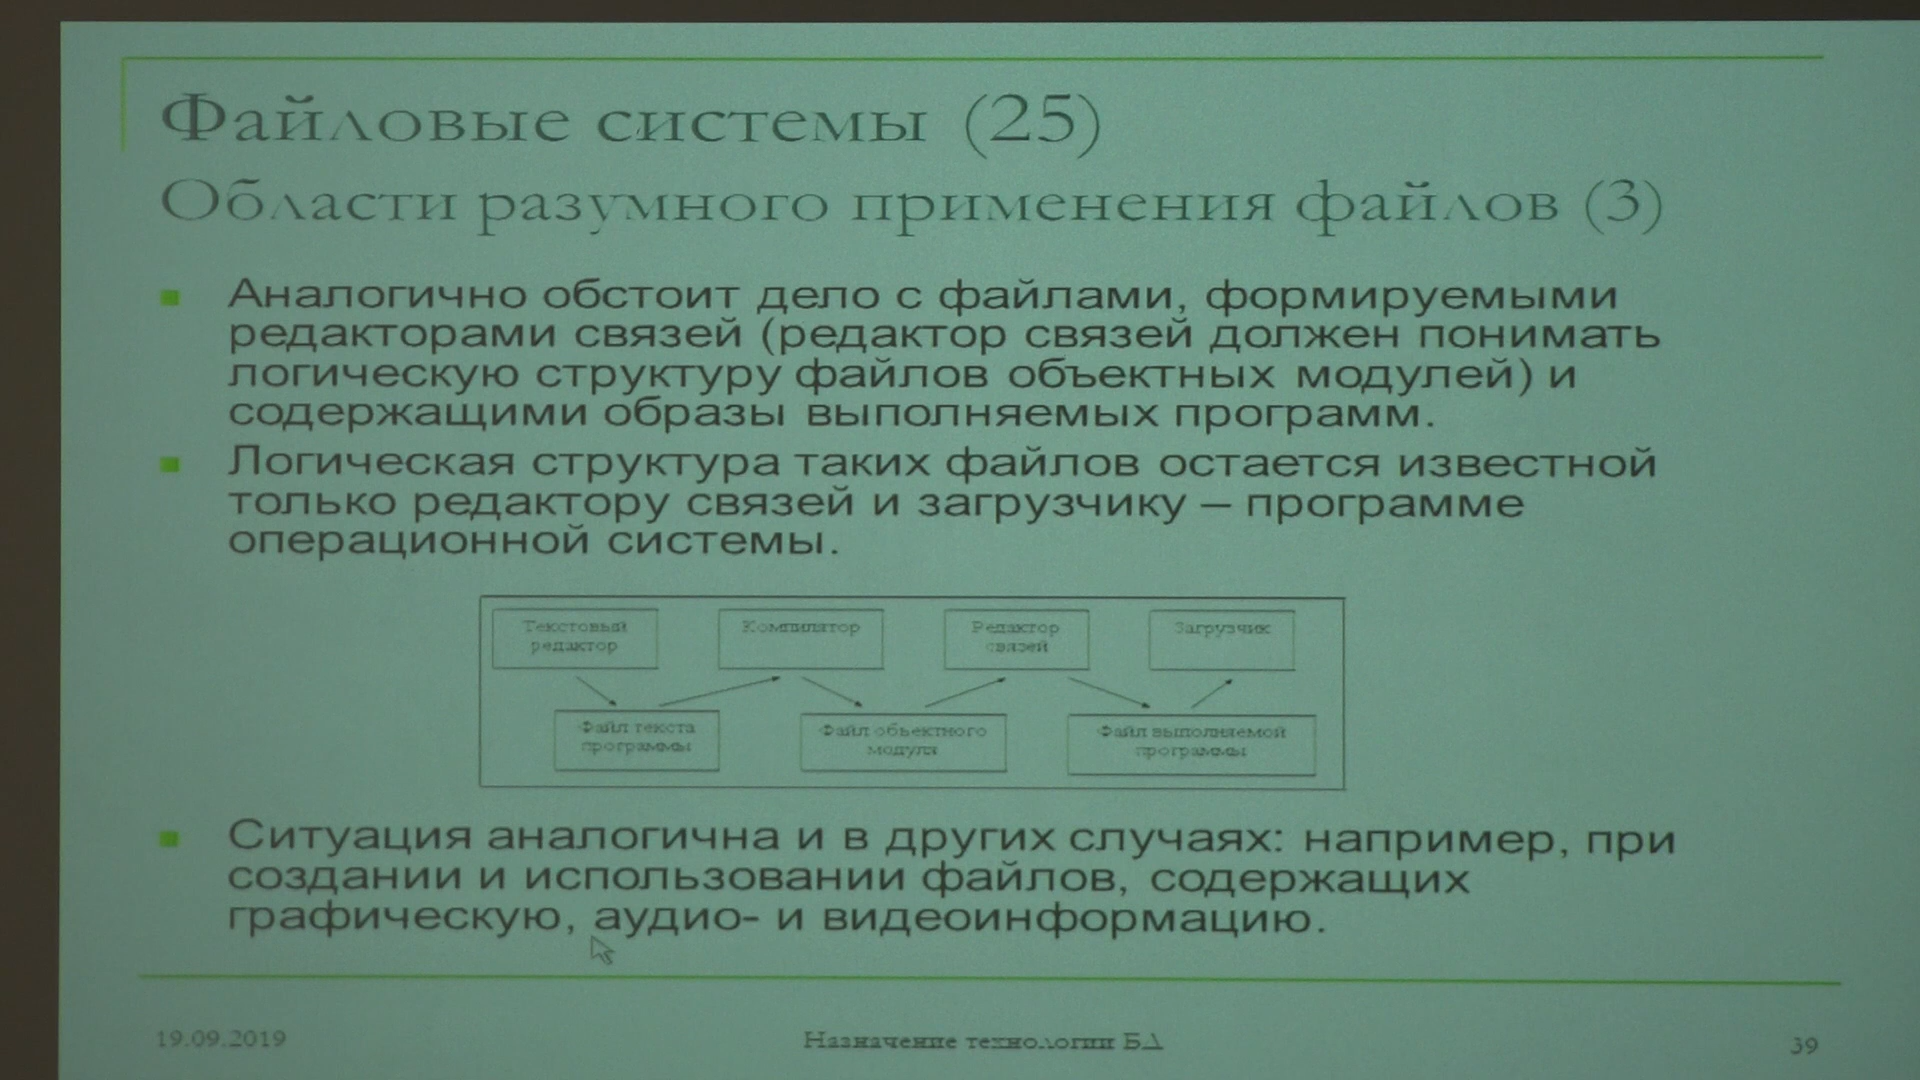 Файловые системы (25)
Области разумного применения файлов (3)
Аналогично обстоит дело с файлами, формируемыми
редакторами связей (редактор связей должен понимать
логическую структуру файлов объектных модулей) и
содержащими образы выполняемых программ.
Логическая структура таких файлов остается известной
только редактору связей и загрузчику – программе
операционной системы.
Текстовый
редактор
Компилятор
Редактор
связей
Загрузчик
Файл текста
программы
Файл объектного
модуля
Файл выполняемой
программы
Ситуация аналогична и в других случаях: например, при
создании и использовании файлов, содержащих
графическую, аудио- и видеоинформацию.
19.09.2019
Назначение технологии БД
39